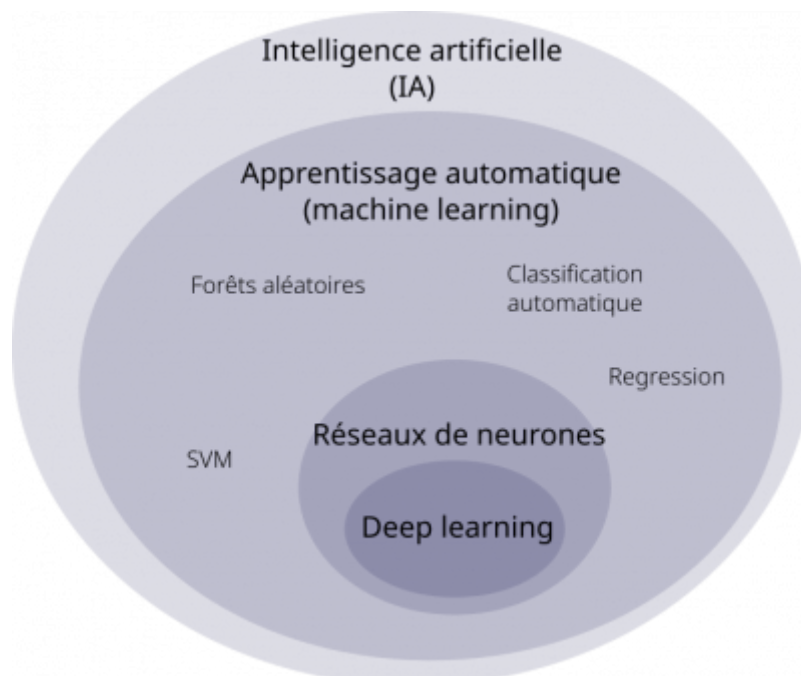 Intelligence artificielle
(IA)
Apprentissage automatique
(machine learning)
Forêts aléatoires
Classification
automatique
Regression
Réseaux de neurones
SVM
Deep learning